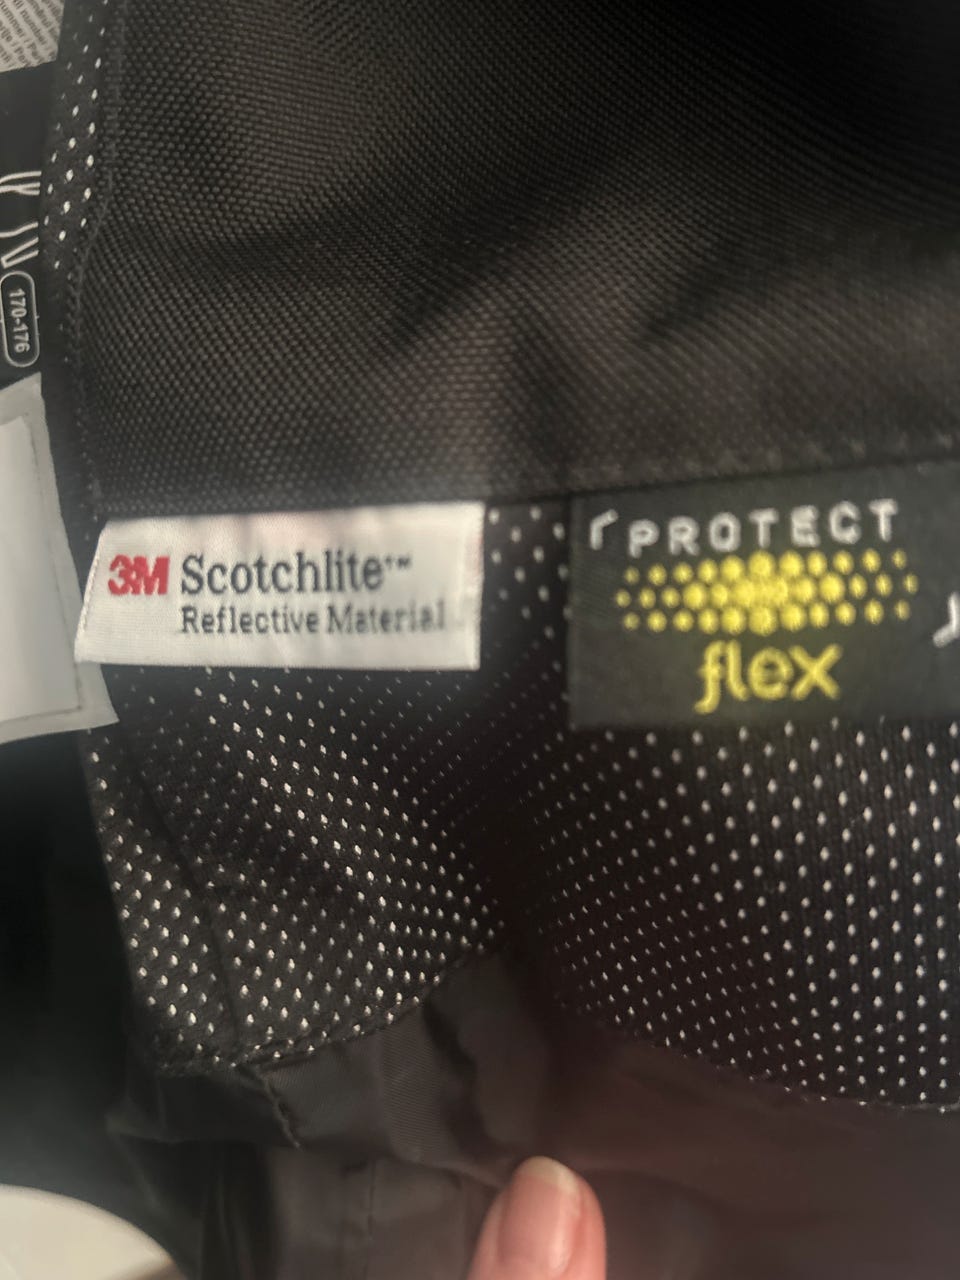 170-176
3M Scotchlite™
Reflective Material
PROTECT
flex